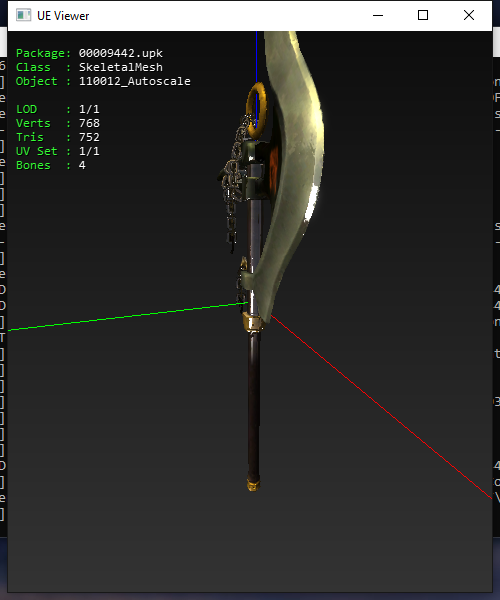 UE Viewer
Package: 00009442.upk
Class : SkeletalMesh
Object : 110012_Autoscale
LOD : 1/1
Verts : 768
Tris : 752
UV Set : 1/1
Bones : 4